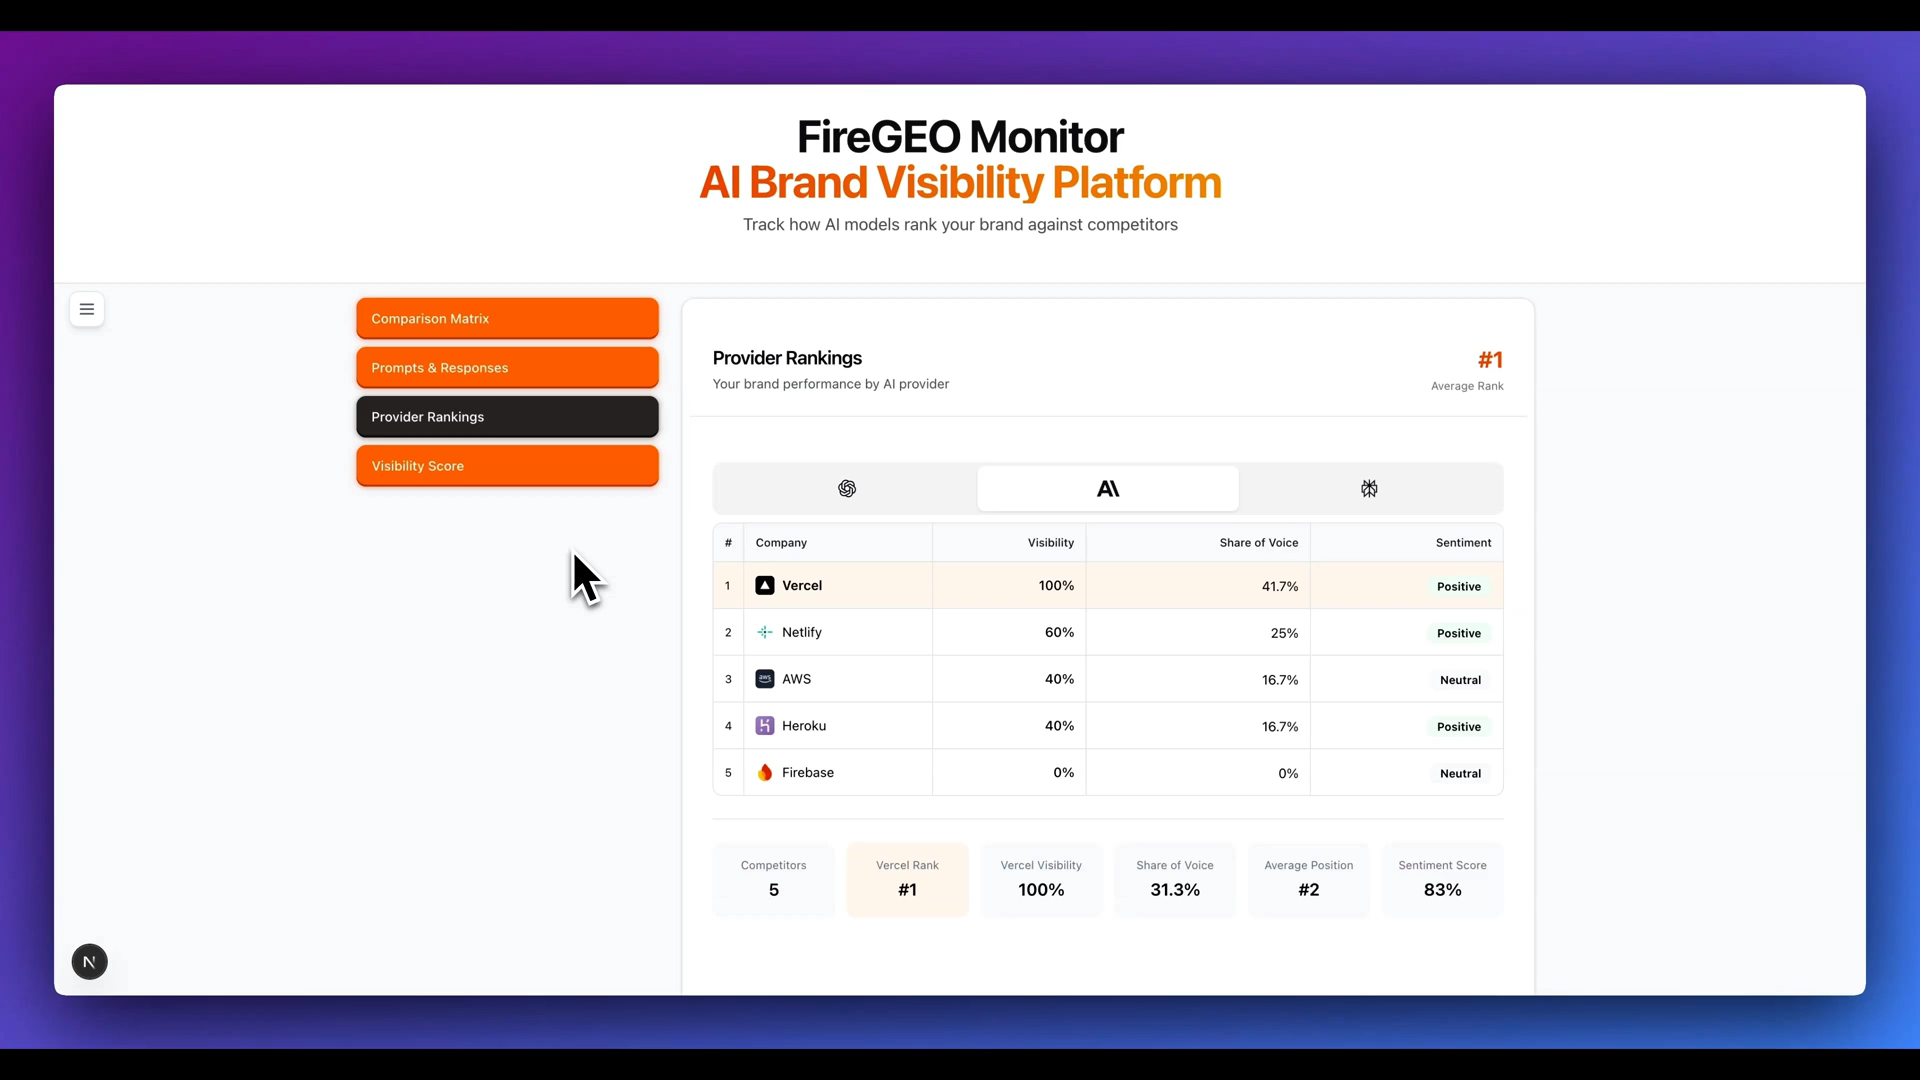 FireGEO Monitor
AI Brand Visibility Platform
Track how AI models rank your brand against competitors
Comparison Matrix
Prompts & Responses
Provider Rankings
Visibility Score
Provider Rankings
Your brand performance by AI provider
#1
Average Rank
A\
# Company Visibility Share of Voice Sentiment
1 Vercel 100% 41.7% Positive
2 Netlify 60% 25% Positive
3 aws AWS 40% 16.7% Neutral
4 Heroku 40% 16.7% Positive
5 Firebase 0% 0% Neutral
Competitors
5
Vercel Rank
#1
Vercel Visibility
100%
Share of Voice
31.3%
Average Position
#2
Sentiment Score
83%
N